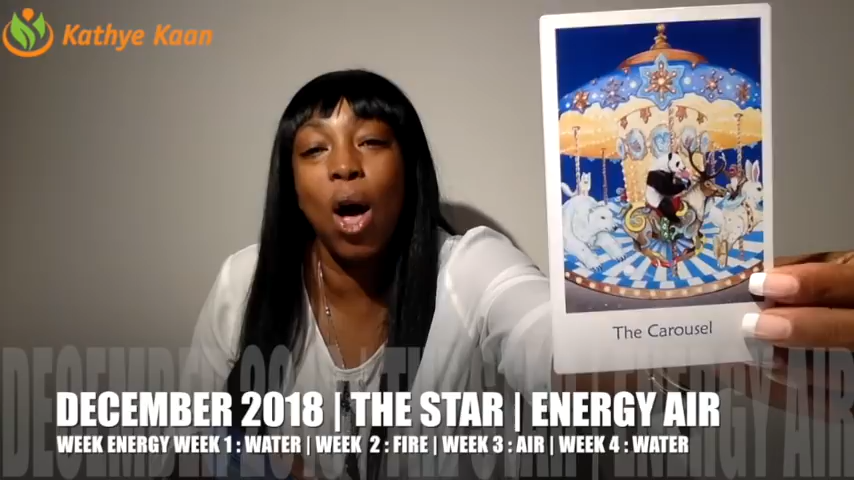 Kathye Kaan
The Carousel
DECEMBER 2018 | THE STAR | ENERGY AIR
WEEK ENERGY WEEK 1 : WATER | WEEK 2 : FIRE | WEEK 3 : AIR | WEEK 4 : WATER